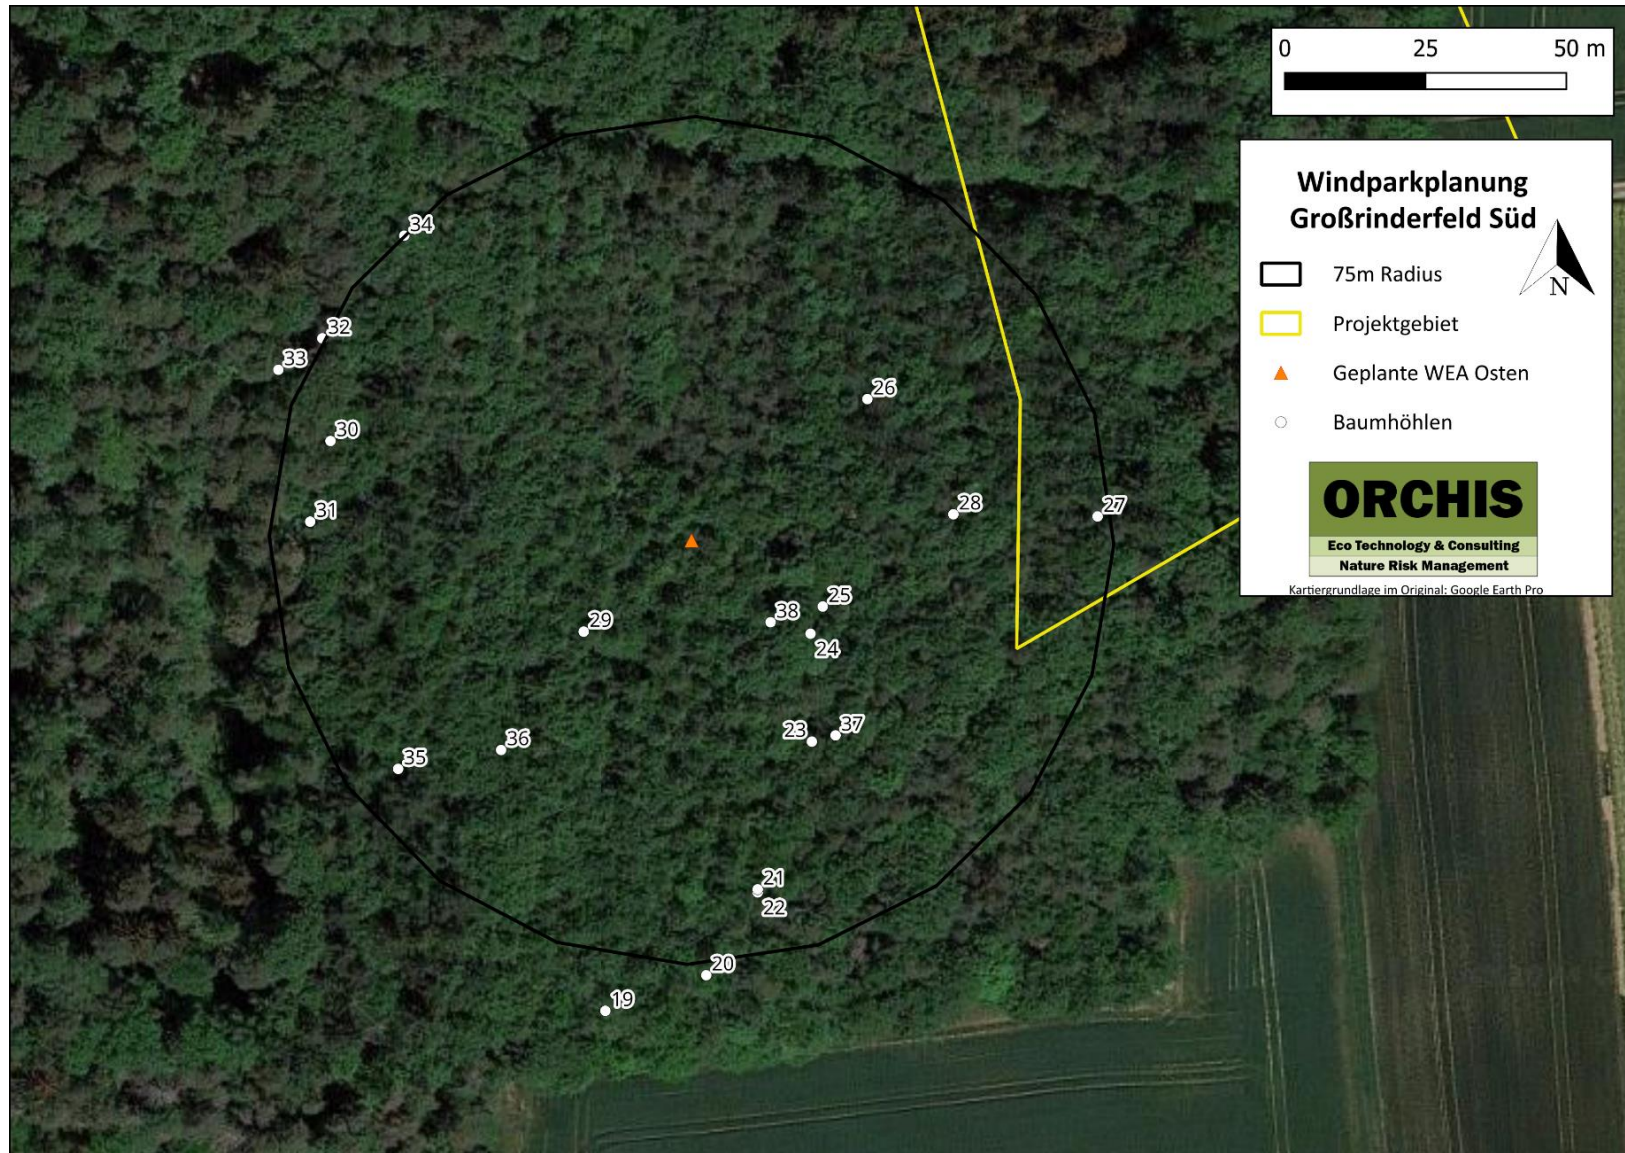 0 25 50 m
Windparkplanung
Großrinderfeld Süd
N
75m Radius
Projektgebiet
Geplante WEA Osten
Baumhöhlen
ORCHIS
Eco Technology & Consulting
Nature Risk Management
Kartiergrundlage im Original: Google Earth Pro
34
32
33
26
30
31
28
27
25
38
29
24
37
23
36
35
21
22
20
19